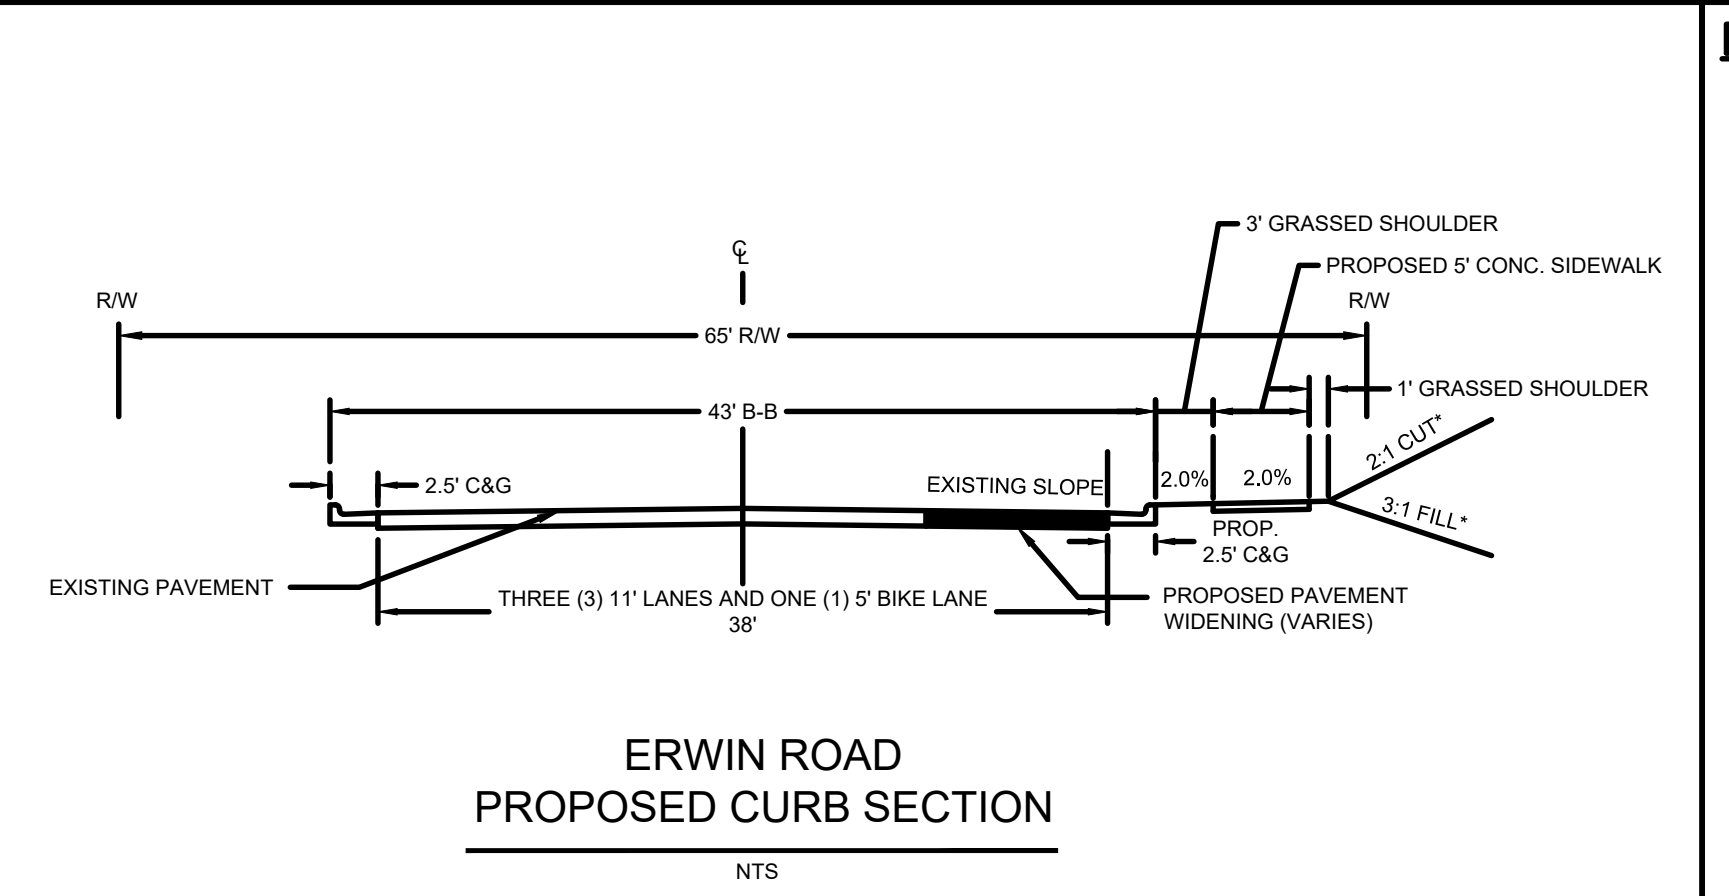 3' GRASSED SHOULDER
PROPOSED 5' CONC. SIDEWALK
℄
R/W
R/W
65' R/W
1' GRASSED SHOULDER
43' B-B
2:1 CUT*
2.5' C&G
EXISTING SLOPE
2.0%
2.0%
3:1 FILL*
PROP.
2.5' C&G
EXISTING PAVEMENT
THREE (3) 11' LANES AND ONE (1) 5' BIKE LANE
38'
PROPOSED PAVEMENT
WIDENING (VARIES)
ERWIN ROAD
PROPOSED CURB SECTION
NTS